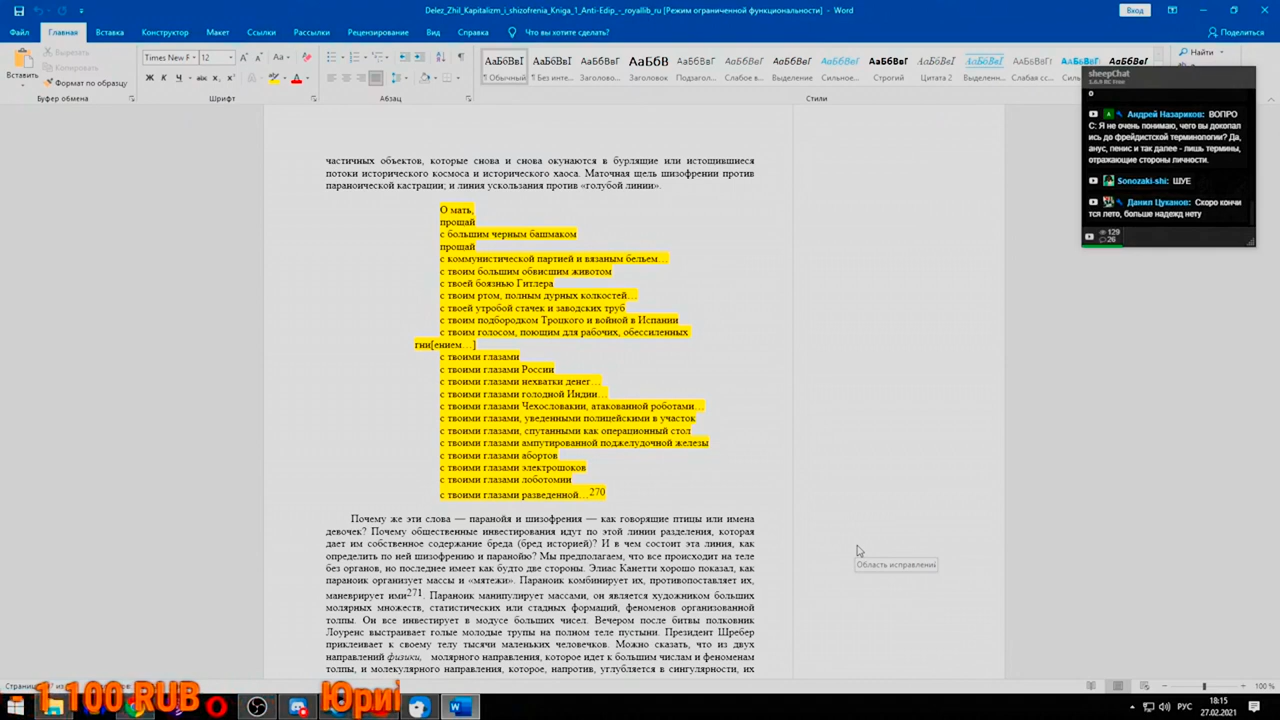 Delez_Zhil_Kapitalizm_i_shizofrenia_Kniga_1_Anti-Edip_-_royallib_ru [Режим ограниченной функциональности] - Word
Вход
Файл
Главная
Вставка
Конструктор
Макет
Ссылки
Рассылки
Рецензирование
Вид
Справка
Что вы хотите сделать?
Поделиться
Вставить
Вырезать
Копировать
Формат по образцу
Буфер обмена
Times New F
12
Шрифт
Абзац
АаБбВвГ
¶ Обычный
¶ Без инте...
Заголово...
Заголовок
Подзагол...
Слабое в...
Выделение
Сильное...
Строгий
Цитата 2
Выделенн...
Слабая сс...
Стили
Найти
sheepChat
Андрей Назариков: ВОПРО
С: Я не очень понимаю, чего вы докопал
ись до фрейдистской терминологии? Да,
анус, пенис и так далее - лишь термины,
отражающие стороны личности.
Sonozaki-shi: ШУЕ
Данил Цуканов: Скоро кончи
тся лето, больше надежд нету
129
26
частичных объектов, которые снова и снова окунаются в бурлящие или истощившиеся
потоки исторического космоса и исторического хаоса. Маточная щель шизофрении против
параноической кастрации; и линия ускользания против «голубой линии».
О мать,
прощай
с большим черным башмаком
прощай
с коммунистической партией и вязаным бельем…
с твоим большим обвисшим животом
с твоей боязнью Гитлера
с твоим ртом, полным дурных колкостей…
с твоей утробой стачек и заводских труб
с твоим подбородком Троцкого и войной в Испании
с твоим голосом, поющим для рабочих, обессиленных
гни[ением…]
с твоими глазами
с твоими глазами России
с твоими глазами нехватки денег…
с твоими глазами голодной Индии…
с твоими глазами Чехословакии, атакованной роботами…
с твоими глазами, уведенными полицейскими в участок
с твоими глазами, спутанными как операционный стол
с твоими глазами ампутированной поджелудочной железы
с твоими глазами абортов
с твоими глазами электрошоков
с твоими глазами лоботомии
с твоими глазами разведенной…270
Почему же эти слова — паранойя и шизофрения — как говорящие птицы или имена
девочек? Почему общественные инвестирования идут по этой линии разделения, которая
дает им собственное содержание бреда (бред историей)? И в чем состоит эта линия, как
определить по ней шизофрению и паранойю? Мы предполагаем, что все происходит на теле
без органов, но последнее имеет как будто две стороны. Элиас Канетти хорошо показал, как
параноик организует массы и «мятежи». Параноик комбинирует их, противопоставляет их,
маневрирует ими271. Параноик манипулирует массами, он является художником больших
молярных множеств, статистических или стадных формаций, феноменов организованной
толпы. Он все инвестирует в модусе больших чисел. Вечером после битвы полковник
Лоуренс выстраивает голые молодые трупы на полном теле пустыни. Президент Шребер
приклеивает к своему телу тысячи маленьких человечков. Можно сказать, что из двух
направлений физики, молярного направления, которое идет к большим числам и феноменам
толпы, и молекулярного направления, которое, напротив, углубляется в сингулярности, их
Область исправлений
100 %
- 1 100 RUB
Юрий
РУС
18:15
27.02.2021